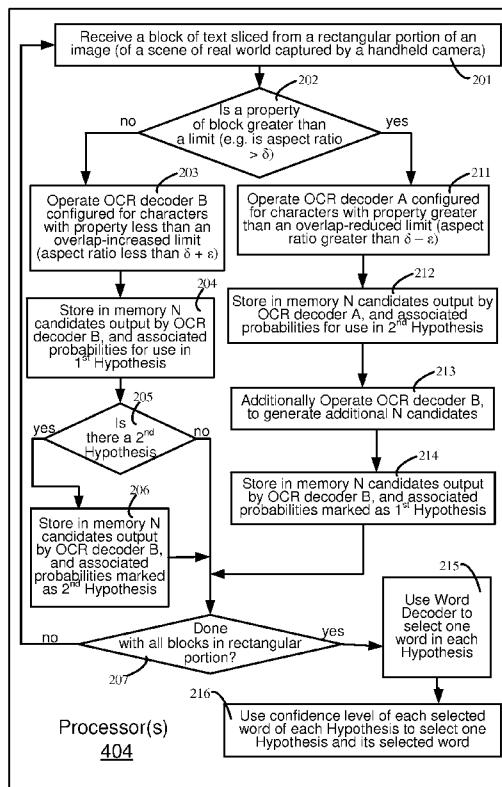 Receive a block of text sliced from a rectangular portion of an
image (of a scene of real world captured by a handheld camera)
201
202
Is a property
of block greater than
a limit (e.g. is aspect ratio
> δ)
no
yes
203
Operate OCR decoder B
configured for characters
with property less than an
overlap-increased limit
(aspect ratio less than δ + ε)
211
Operate OCR decoder A configured
for characters with property greater
than an overlap-reduced limit (aspect
ratio greater than δ – ε)
204
Store in memory N
candidates output by OCR
decoder B, and associated
probabilities for use in
1st Hypothesis
212
Store in memory N candidates output by
OCR decoder A, and associated
probabilities for use in 2nd Hypothesis
213
Additionally Operate OCR decoder B,
to generate additional N candidates
205
Is
there a 2nd
Hypothesis
yes
no
214
Store in memory N candidates output
by OCR decoder B, and associated
probabilities marked as 1st Hypothesis
206
Store in memory N
candidates output
by OCR decoder B,
and associated
probabilities marked
as 2nd Hypothesis
215
Use Word
Decoder to
select one
word in each
Hypothesis
Done
with all blocks in rectangular
portion?
no
yes
207
216
Use confidence level of each selected
word of each Hypothesis to select one
Hypothesis and its selected word
Processor(s)
404